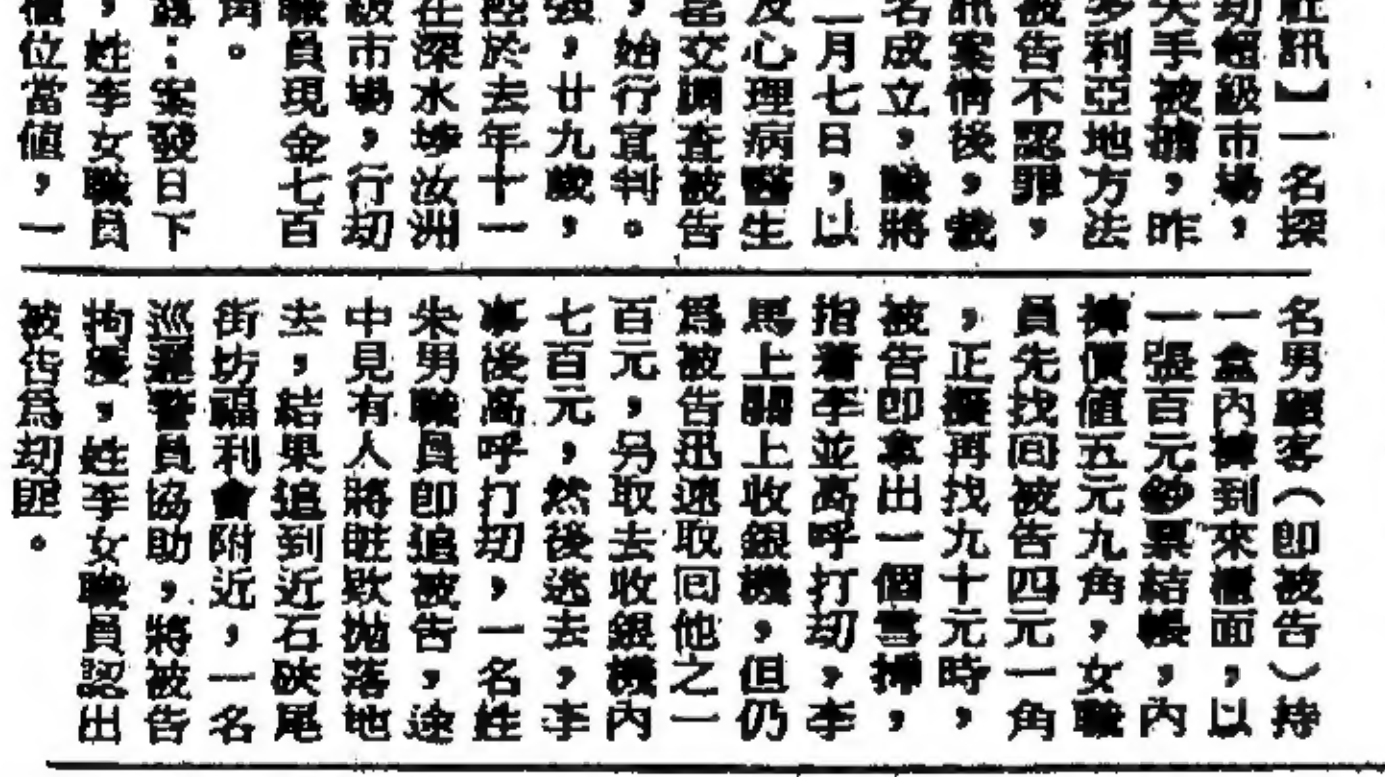 社訊】一名探
劫超級市場，
失手被捕，昨
多利亞地方法
被告不認罪，
訊案情後，裁
名成立，離將
二月七日，以
及心理病醫生
當交調查被告
，始行宣判。
強，廿九歲，
陸於去年十一
在深水埗汝洲
級市場，行劫
職員現金七百
角。
：案發日下
，姓李女職員
櫃位當值，一
名男顧客（即被告）持
一盒內褲到來櫃面，以
一張百元鈔票結帳，內
褲價值五元九角，女職
員先找回被告四元一角
，正擬再找九十元時，
被告即拿出一個雪揷，
指着李並高呼打劫，李
馬上關上收銀機，但仍
爲被告迅速取回他之一
百元，另取去收銀機內
七百元，然後逃去，李
事後高呼打劫，一名姓
朱男職員即追被告，途
中見有人將賍欵拋落地
去，結果追到近石硤尾
街坊福利會附近，一名
巡邏警員協助，將被告
拘獲，姓李女職員認出
被告爲劫匪。